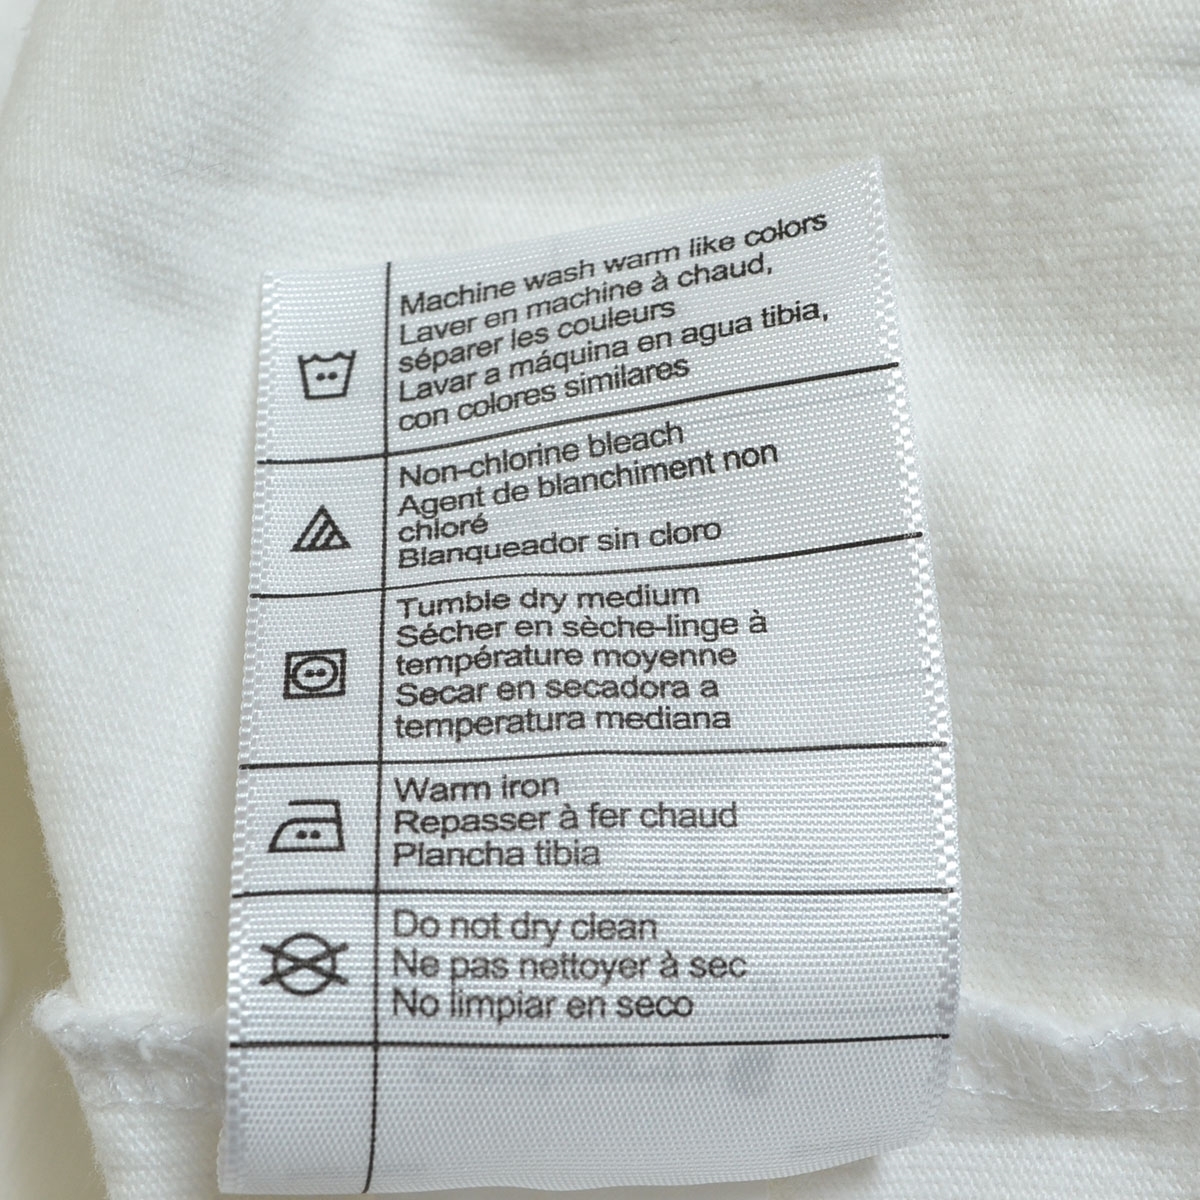 Machine wash warm like colors
Laver en machine à chaud,
séparer les couleurs
Lavar a máquina en agua tibia,
con colores similares
Non-chlorine bleach
Agent de blanchiment non
chloré
Blanqueador sin cloro
Tumble dry medium
Sécher en sèche-linge à
température moyenne
Secar en secadora a
temperatura mediana
Warm iron
Repasser à fer chaud
Plancha tibia
Do not dry clean
Ne pas nettoyer à sec
No limpiar en seco